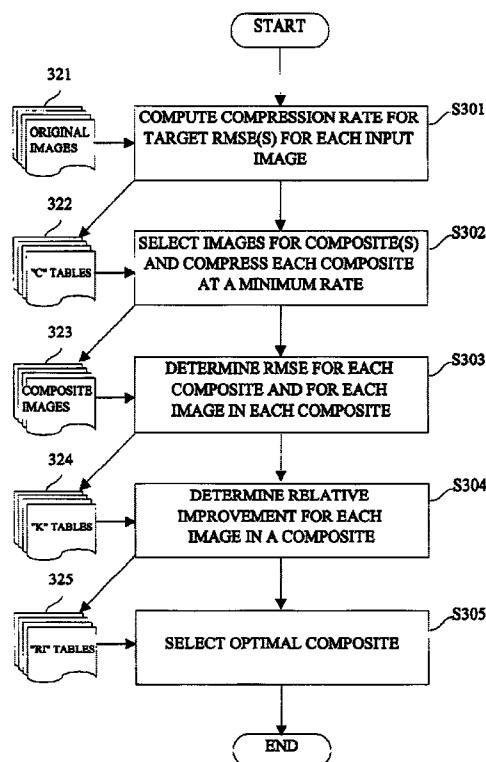 START
321
ORIGINAL
IMAGES
COMPUTE COMPRESSION RATE FOR
TARGET RMSE(S) FOR EACH INPUT
IMAGE
S301
322
"C" TABLES
SELECT IMAGES FOR COMPOSITE(S)
AND COMPRESS EACH COMPOSITE
AT A MINIMUM RATE
S302
323
COMPOSITE
IMAGES
DETERMINE RMSE FOR EACH
COMPOSITE AND FOR EACH
IMAGE IN EACH COMPOSITE
S303
324
"K" TABLES
DETERMINE RELATIVE
IMPROVEMENT FOR EACH
IMAGE IN A COMPOSITE
S304
325
"RI" TABLES
SELECT OPTIMAL COMPOSITE
S305
END